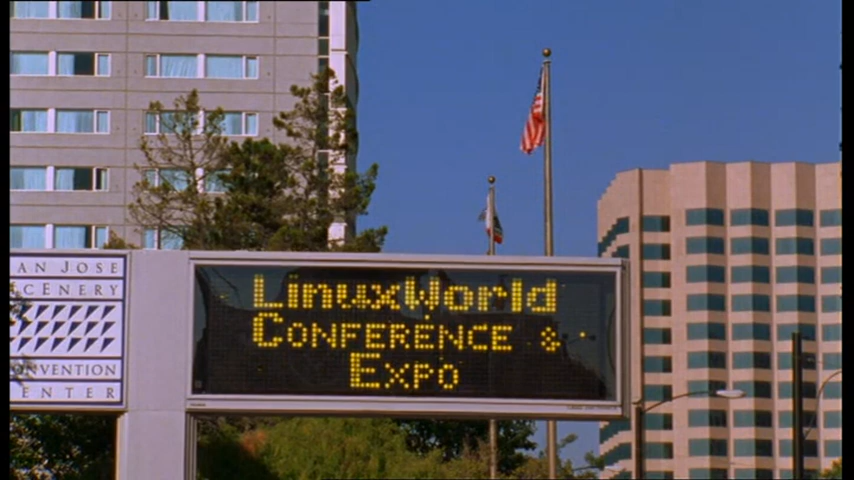 AN JOSE
CENERY
ONVENTION
ENTER
LinuxWorld
CONFERENCE &
EXPO